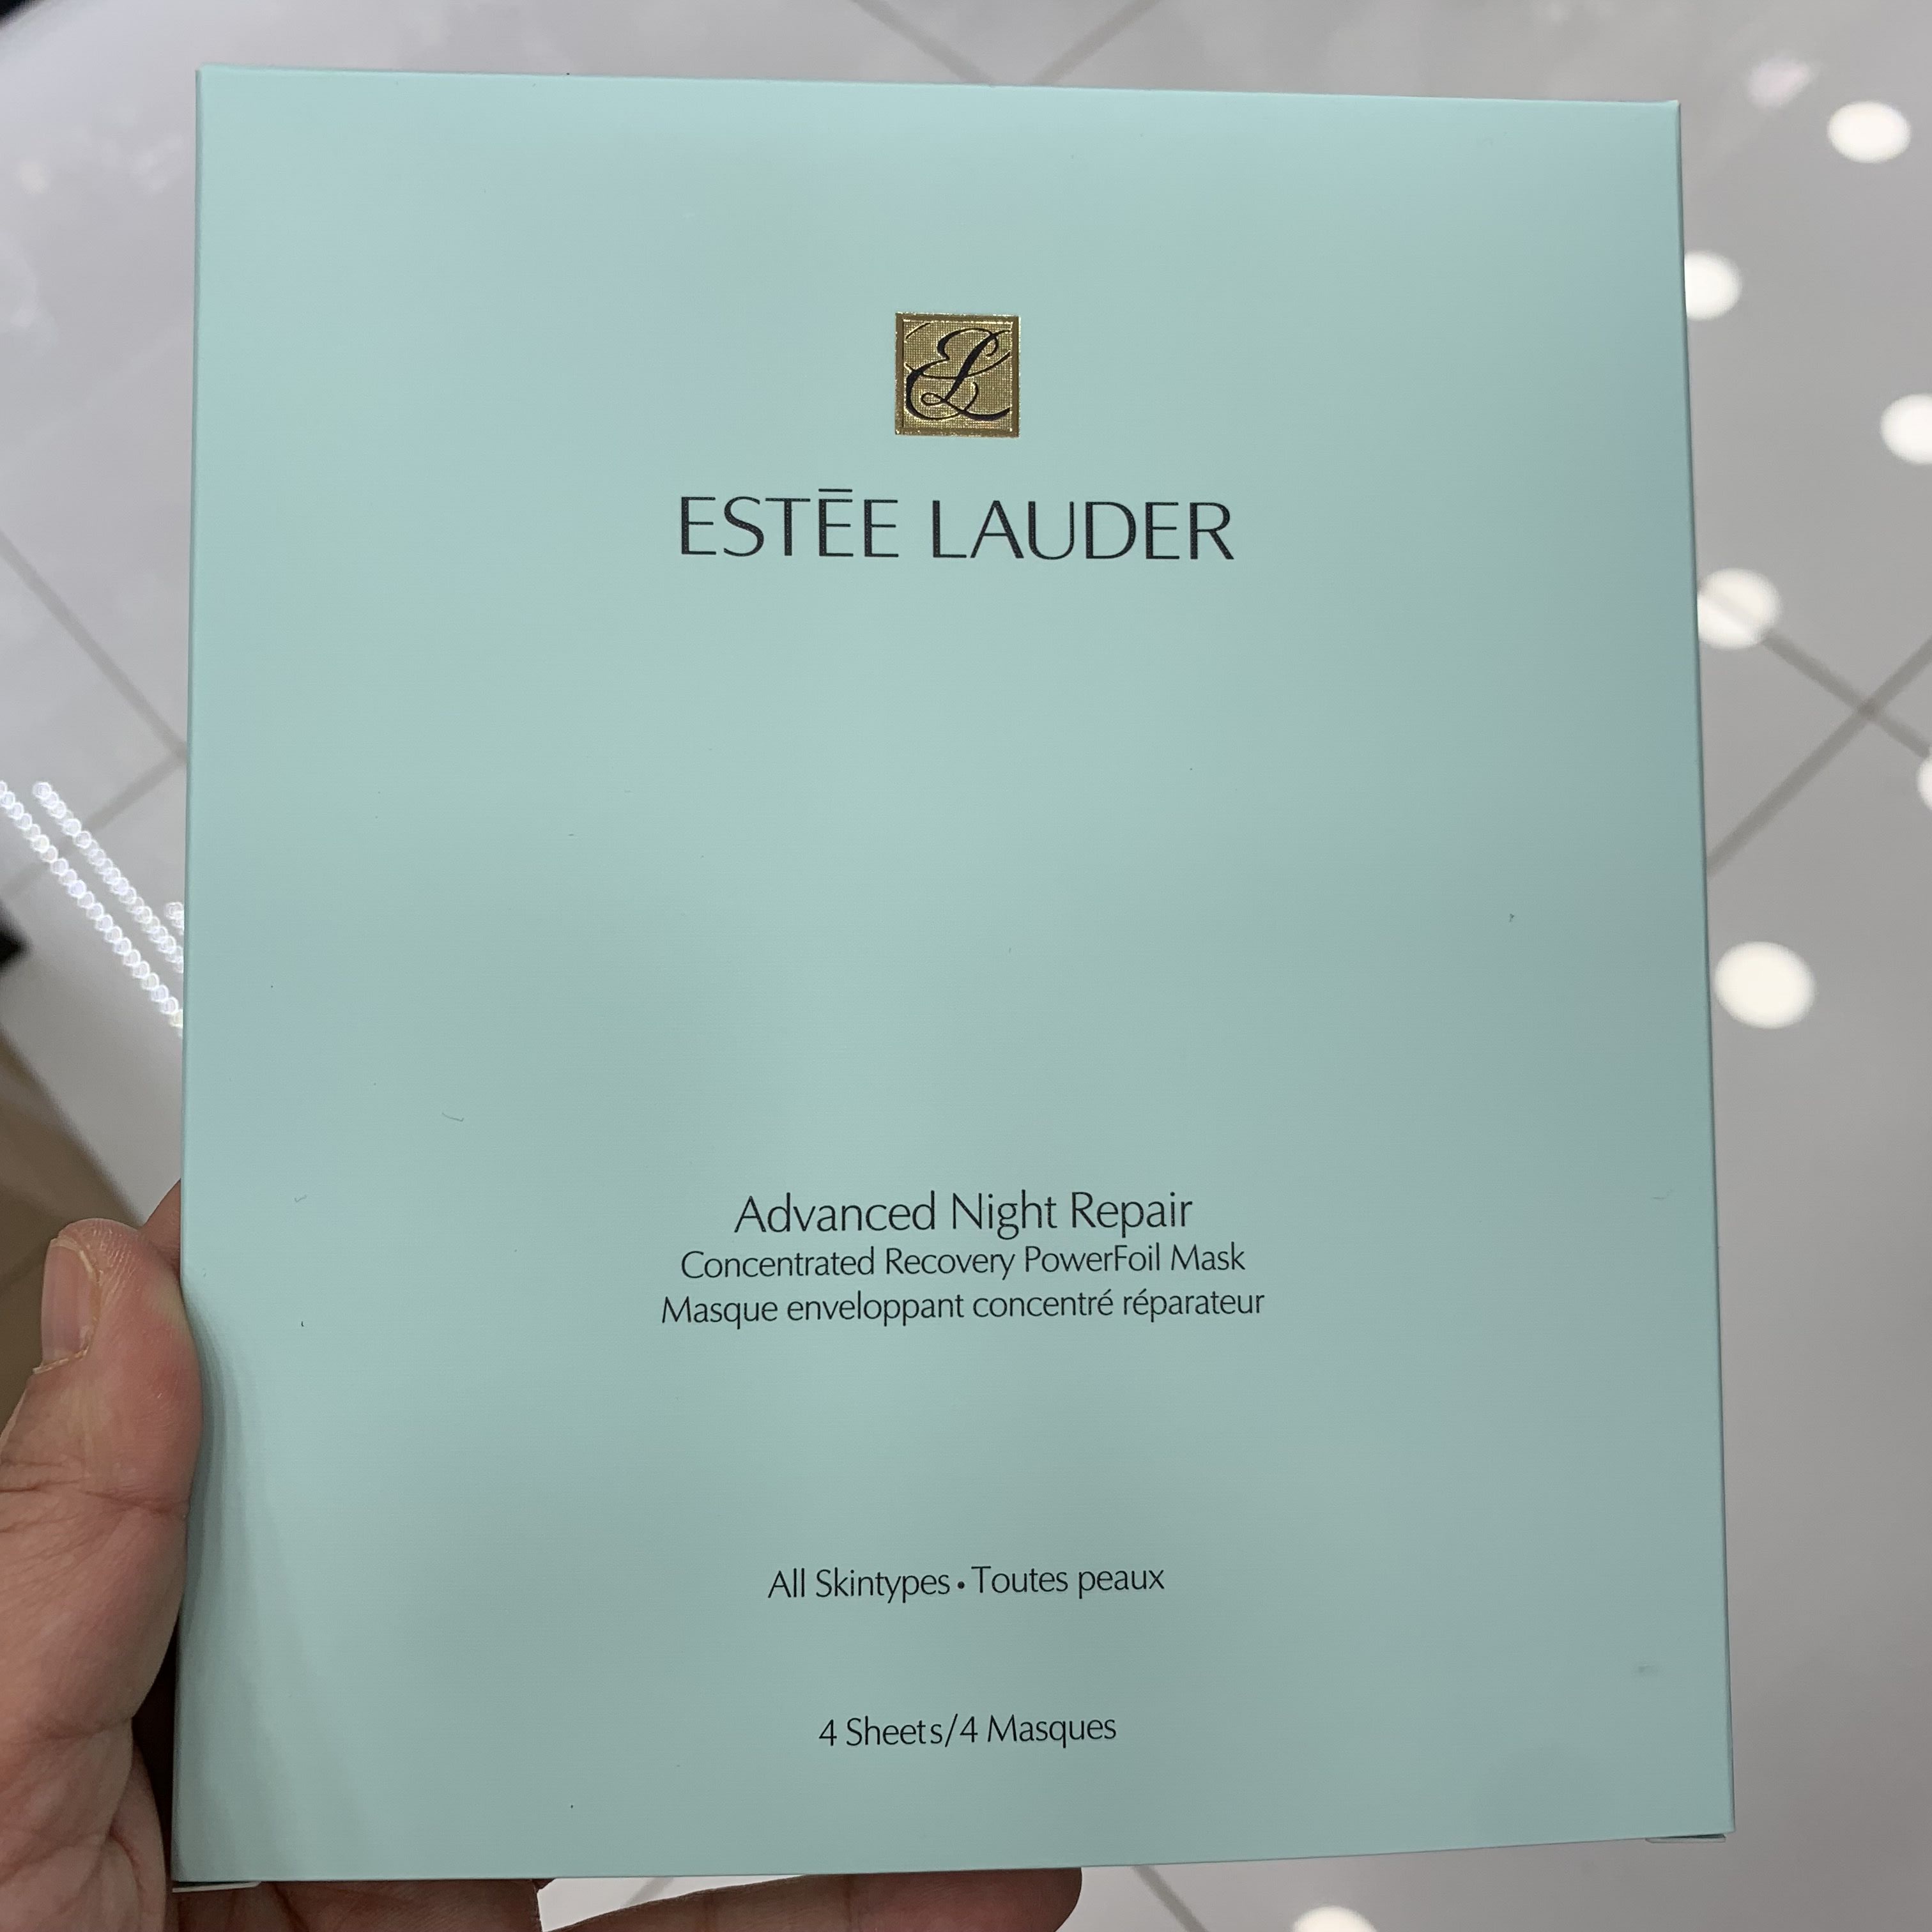 EL
ESTĒE LAUDER
Advanced Night Repair
Concentrated Recovery PowerFoil Mask
Masque enveloppant concentré réparateur
All Skintypes • Toutes peaux
4 Sheets/4 Masques